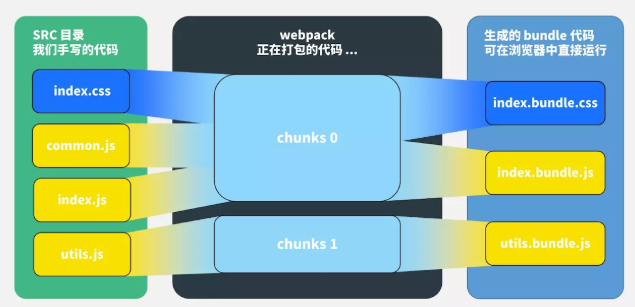 SRC 目录
我们手写的代码
index.css
common.js
index.js
utils.js
webpack
正在打包的代码 ...
chunks 0
chunks 1
生成的 bundle 代码
可在浏览器中直接运行
index.bundle.css
index.bundle.js
utils.bundle.js